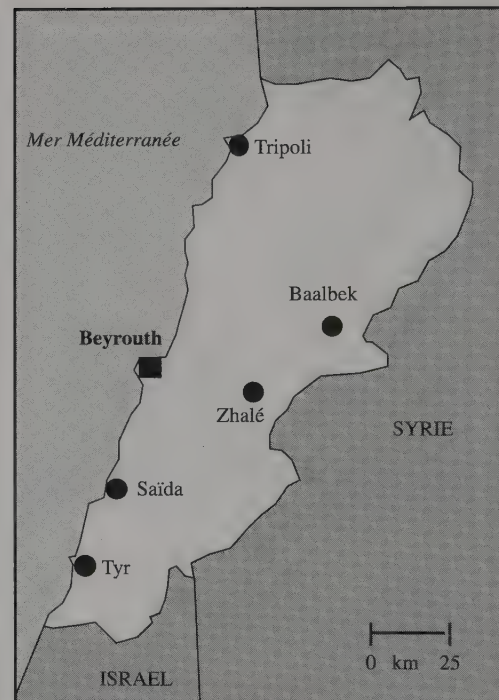 Mer Méditerranée
Tripoli
Baalbek
Beyrouth
Zhalé
SYRIE
Saïda
Tyr
0 km 25
ISRAEL